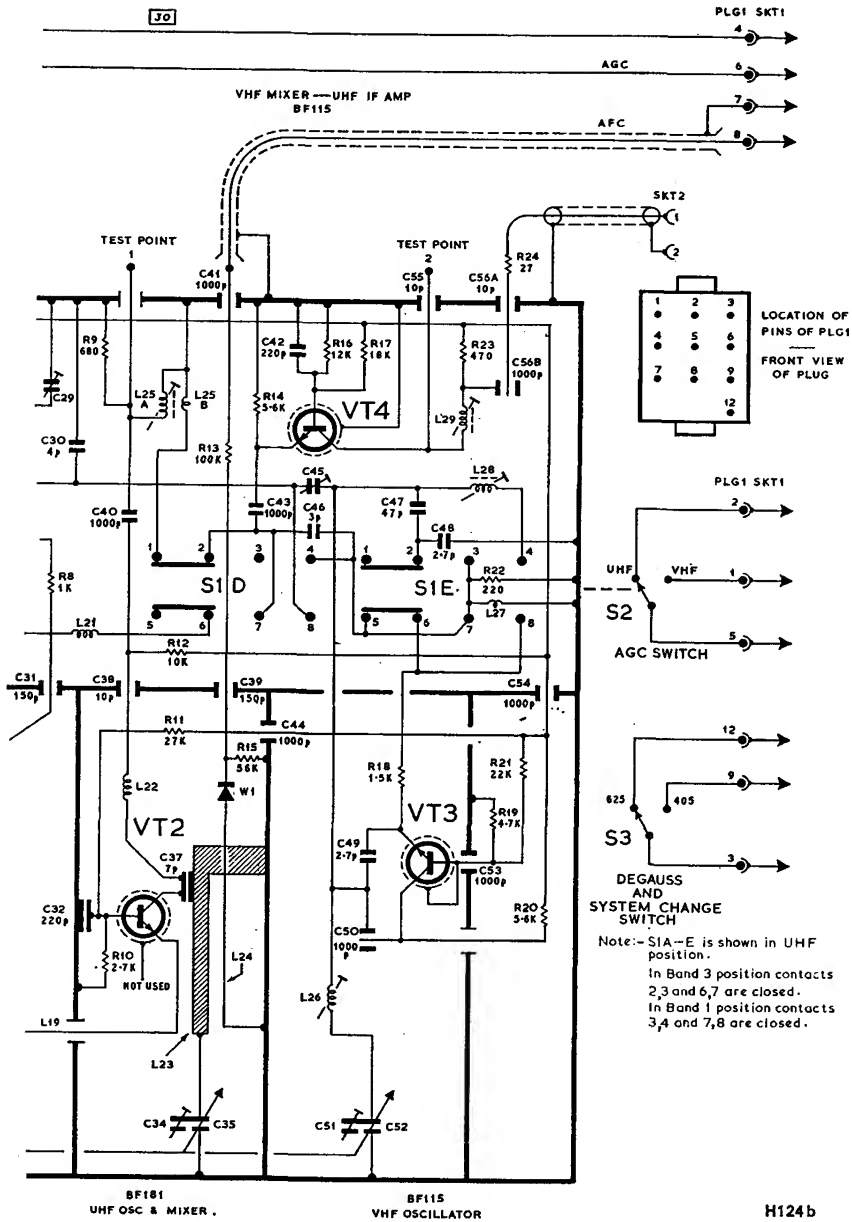 30
PLG1 SKT1
4
AGC
6
VHF MIXER — UHF IF AMP
BF115
7
AFC
8
SKT2
1
2
TEST POINT
1
C41
1000p
TEST POINT
2
C55
10p
C56A
10p
R24
27
R9
680
C42
220p
R16
12K
R17
18K
R23
470
C56B
1000p
1 2 3
4 5 6
7 8 9
12
LOCATION OF
PINS OF PLG1
FRONT VIEW
OF PLUG
C29
L25
A
L25
B
R14
5·6K
VT4
L29
C30
4p
R13
100K
C45
L28
C40
1000p
C43
1000p
C46
3p
C47
47p
C48
2·7p
PLG1 SKT1
2
1 2 3 4
1 2 3 4
R8
1K
S1D
S1E
R22
220
L27
UHF
VHF
1
S2
5 6 7 8
5 6 7 8
L21
R12
10K
5
AGC SWITCH
C31
150p
C38
10p
C39
150p
C54
1000p
R11
27K
C44
1000p
R15
56K
R18
1·5K
R21
22K
12
L22
W1
R19
4·7K
9
625
405
VT2
VT3
S3
C37
7p
C49
2·7p
C53
1000p
3
C32
220p
R20
5·6K
DEGAUSS
AND
SYSTEM CHANGE
SWITCH
R10
2·7K
NOT USED
L24
C50
1000
p
Note:- S1A-E is shown in UHF
position.
In Band 3 position contacts
2,3 and 6,7 are closed.
In Band 1 position contacts
3,4 and 7,8 are closed.
L26
L19
L23
C34
C35
C51
C52
BF181
UHF OSC & MIXER.
BF115
VHF OSCILLATOR
H124b